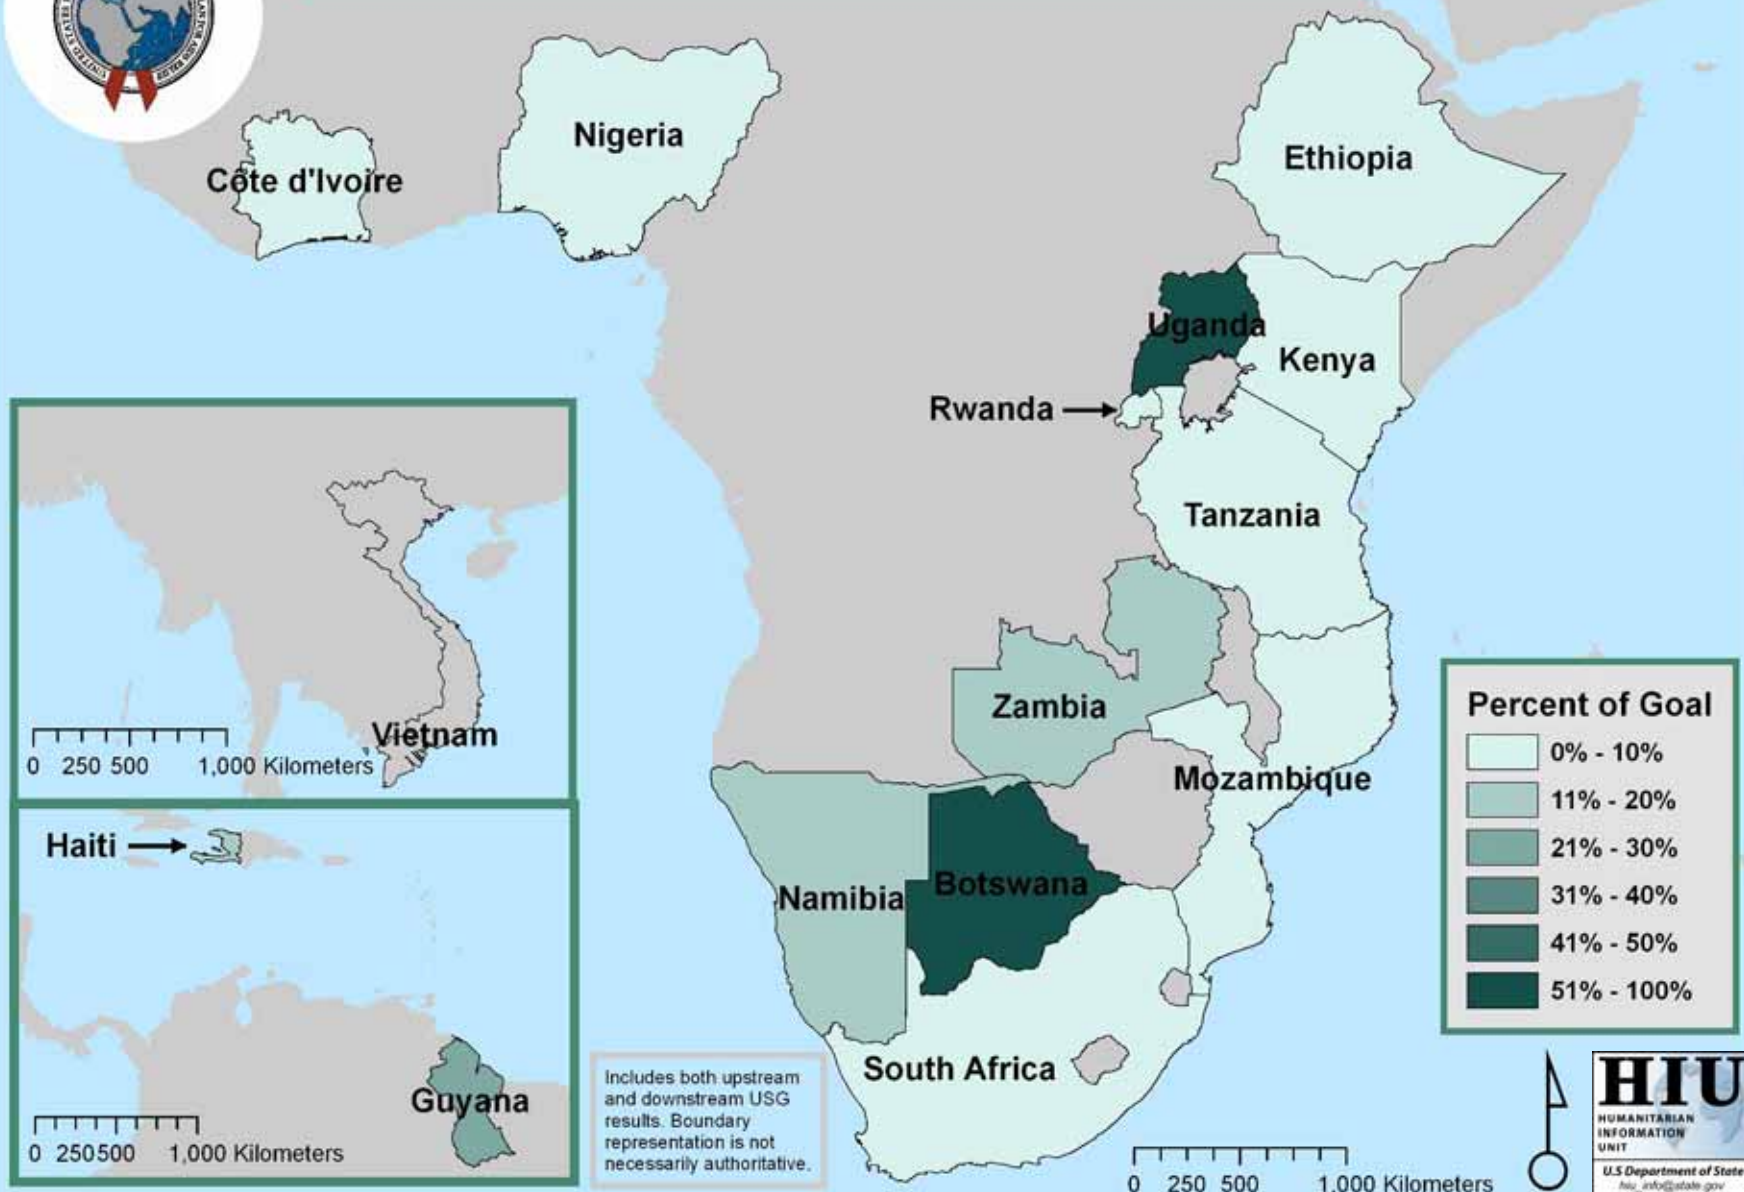 Nigeria
Côte d'Ivoire
Ethiopia
Uganda
Kenya
Rwanda
Tanzania
Zambia
Mozambique
Namibia
Botswana
South Africa
Vietnam
0 250 500 1,000 Kilometers
Haiti
Guyana
0 250 500 1,000 Kilometers
Includes both upstream
and downstream USG
results. Boundary
representation is not
necessarily authoritative.
Percent of Goal
0% - 10%
11% - 20%
21% - 30%
31% - 40%
41% - 50%
51% - 100%
0 250 500 1,000 Kilometers
HIU
HUMANITARIAN
INFORMATION
UNIT
U.S Department of State
hiu_info@state.gov